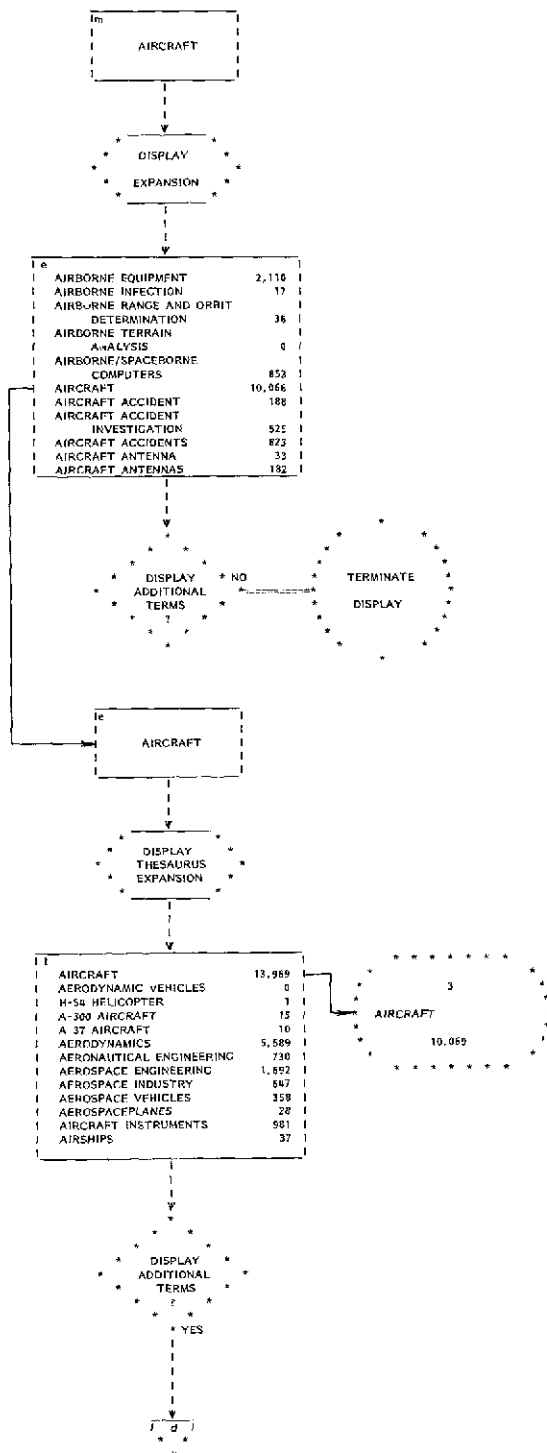 m
AIRCRAFT
DISPLAY
EXPANSION
e
AIRBORNE EQUIPMENT 2,110
AIRBORNE INFECTION 17
AIRBORNE RANGE AND ORBIT
DETERMINATION 36
AIRBORNE TERRAIN
ANALYSIS 0
AIRBORNE/SPACEBORNE
COMPUTERS 853
AIRCRAFT 10,066
AIRCRAFT ACCIDENT 188
AIRCRAFT ACCIDENT
INVESTIGATION 525
AIRCRAFT ACCIDENTS 823
AIRCRAFT ANTENNA 33
AIRCRAFT ANTENNAS 182
DISPLAY
ADDITIONAL
TERMS
?
NO
TERMINATE
DISPLAY
e
AIRCRAFT
DISPLAY
THESAURUS
EXPANSION
t
AIRCRAFT 13,969
AERODYNAMIC VEHICLES 0
H-54 HELICOPTER 1
A-300 AIRCRAFT 15
A 37 AIRCRAFT 10
AERODYNAMICS 5,589
AERONAUTICAL ENGINEERING 730
AEROSPACE ENGINEERING 1,692
AEROSPACE INDUSTRY 647
AEROSPACE VEHICLES 358
AEROSPACEPLANES 28
AIRCRAFT INSTRUMENTS 981
AIRSHIPS 37
3
AIRCRAFT
10,069
DISPLAY
ADDITIONAL
TERMS
?
YES
d